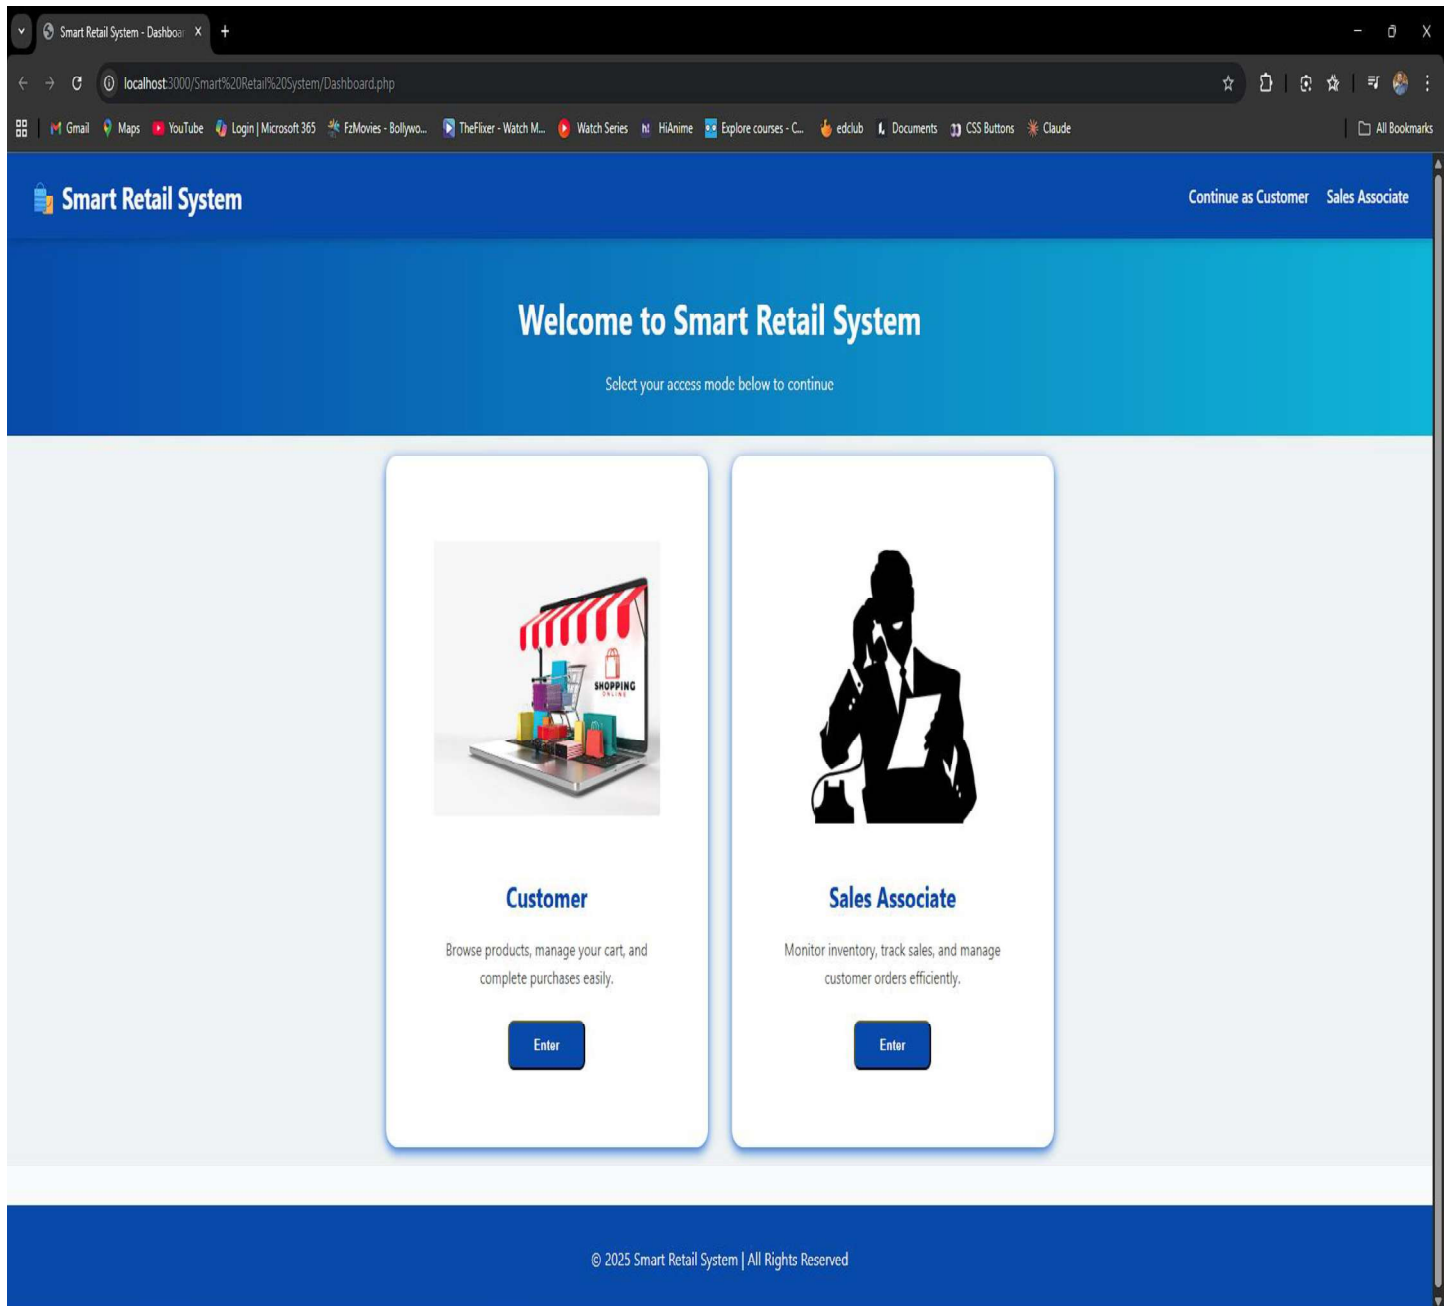 Smart Retail System - Dashboar
localhost:3000/Smart%20Retail%20System/Dashboard.php
Gmail Maps YouTube Login | Microsoft 365 FzMovies - Bollywo... TheFlixer - Watch M... Watch Series h! HiAnime Explore courses - C... edclub Documents CSS Buttons Claude All Bookmarks
Smart Retail System Continue as Customer Sales Associate
Welcome to Smart Retail System
Select your access mode below to continue
SHOPPING
ONLINE
Customer
Browse products, manage your cart, and
complete purchases easily.
Enter
Sales Associate
Monitor inventory, track sales, and manage
customer orders efficiently.
Enter
© 2025 Smart Retail System | All Rights Reserved